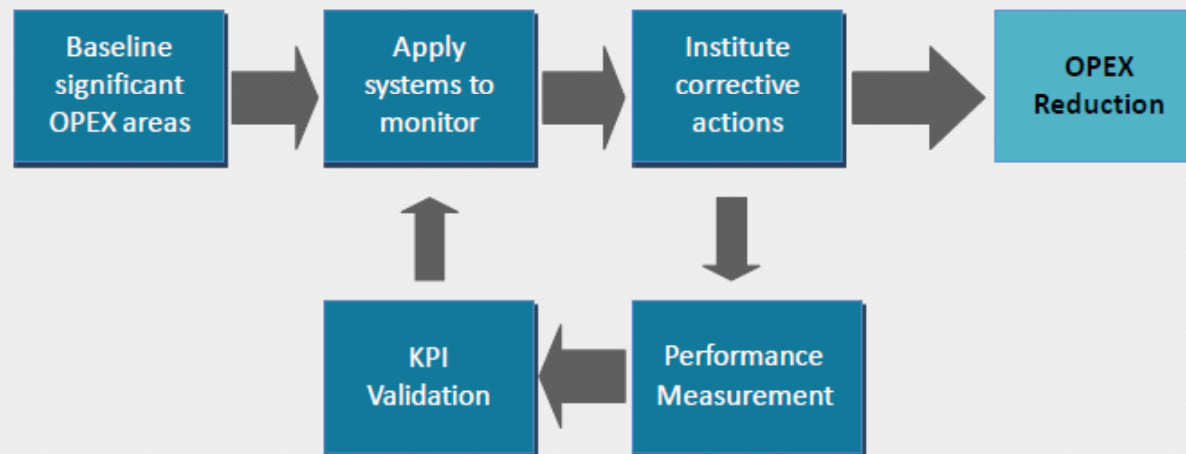 Baseline
significant
OPEX areas
Apply
systems to
monitor
Institute
corrective
actions
OPEX
Reduction
KPI
Validation
Performance
Measurement